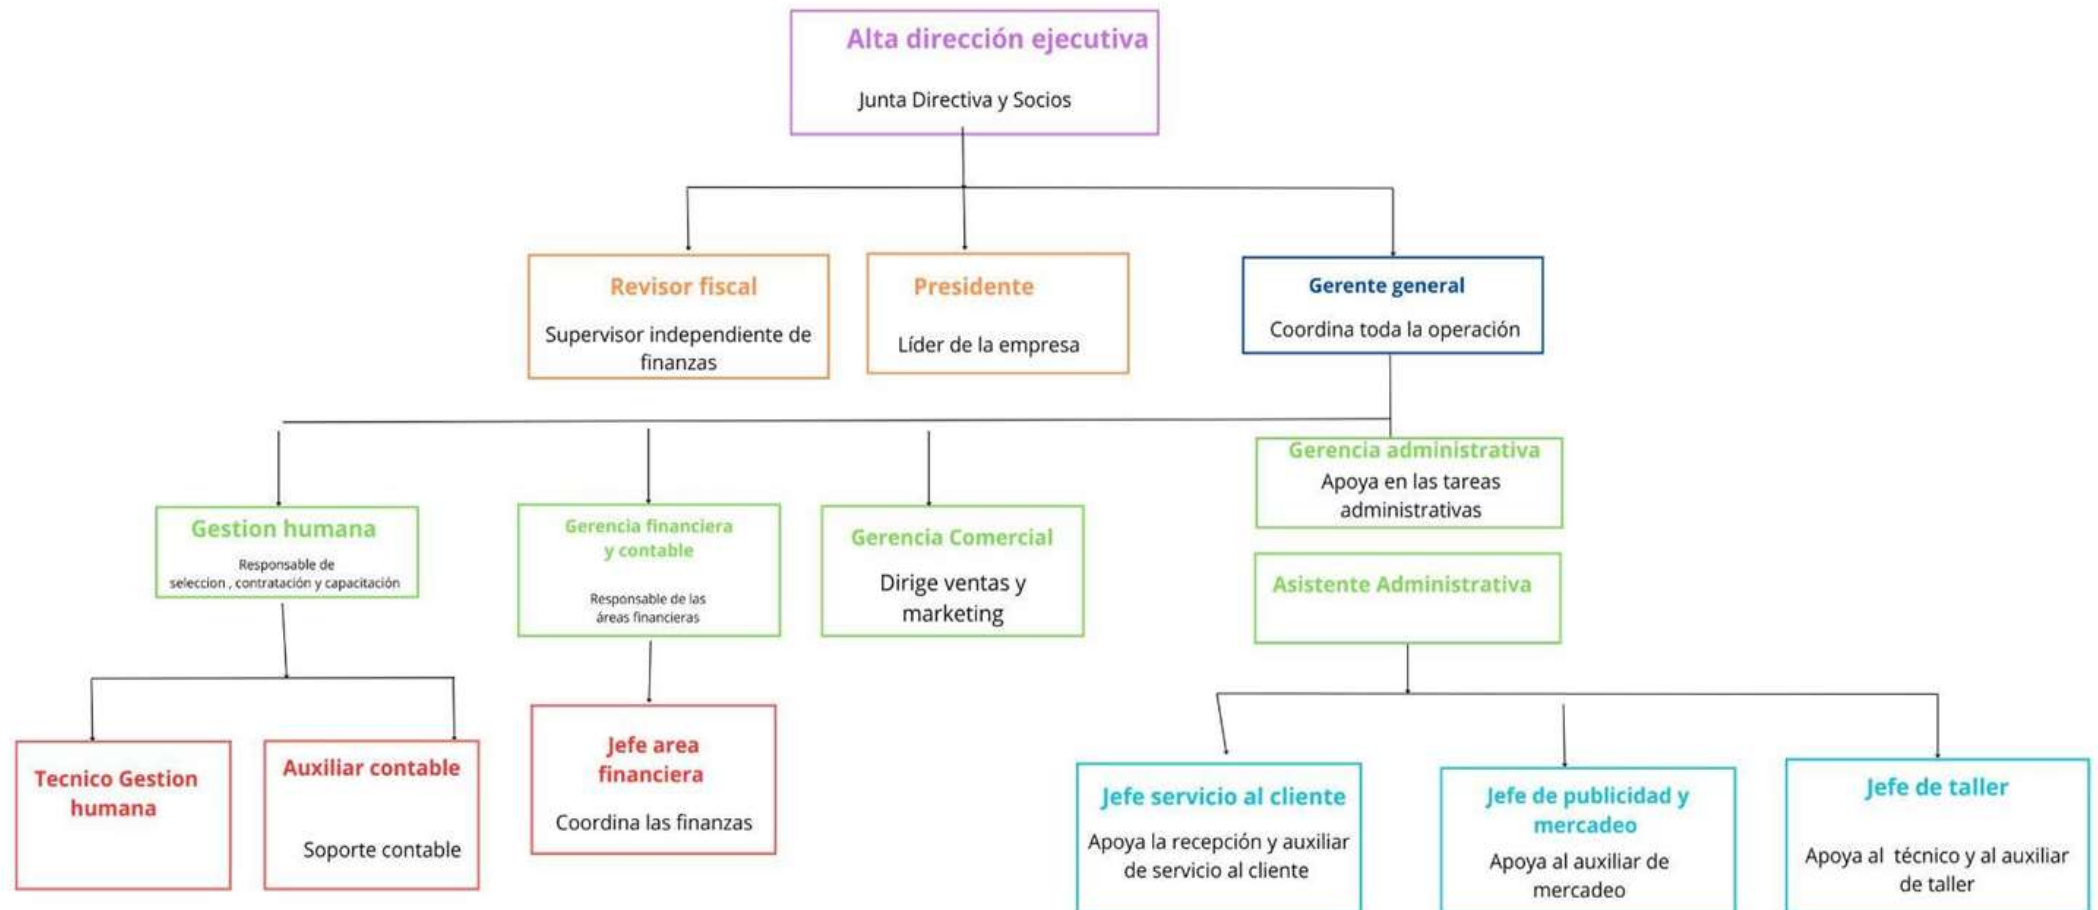 Alta dirección ejecutiva
Junta Directiva y Socios
Revisor fiscal
Supervisor independiente de
finanzas
Presidente
Líder de la empresa
Gerente general
Coordina toda la operación
Gestion humana
Responsable de
seleccion , contratación y capacitación
Gerencia financiera
y contable
Responsable de las
áreas financieras
Gerencia Comercial
Dirige ventas y
marketing
Gerencia administrativa
Apoya en las tareas
administrativas
Asistente Administrativa
Tecnico Gestion
humana
Auxiliar contable
Soporte contable
Jefe area
financiera
Coordina las finanzas
Jefe servicio al cliente
Apoya la recepción y auxiliar
de servicio al cliente
Jefe de publicidad y
mercadeo
Apoya al auxiliar de
mercadeo
Jefe de taller
Apoya al  técnico y al auxiliar
de taller